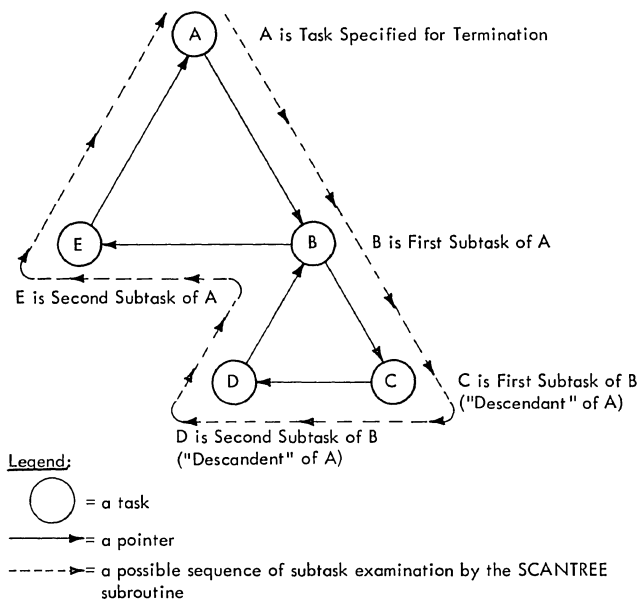 A
A is Task Specified for Termination
E
B
B is First Subtask of A
E is Second Subtask of A
D
C
C is First Subtask of B
("Descendant" of A)
D is Second Subtask of B
("Descandent" of A)
Legend:
= a task
= a pointer
= a possible sequence of subtask examination by the SCANTREE
subroutine